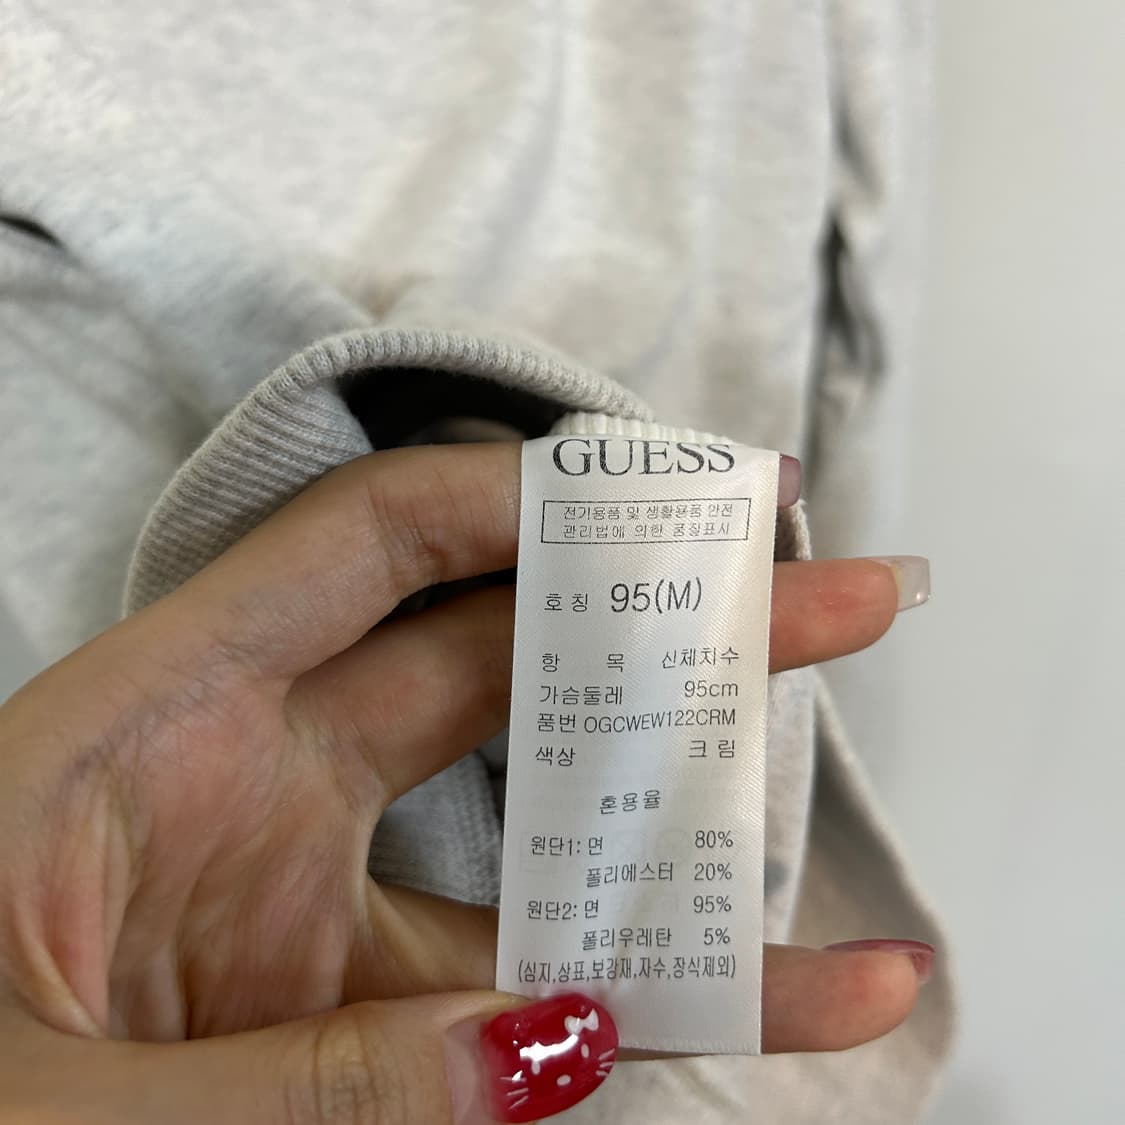 GUESS
전기용품 및 생활용품 안전
관리법에 의한 품질표시
호 칭 95(M)
항 목 신체치수
가슴둘레 95cm
품번 OGCWEW122CRM
색상 크 림
혼용율
원단1: 면 80%
폴리에스터 20%
원단2: 면 95%
폴리우레탄 5%
(심지,상표,보강재,자수,장식제외)